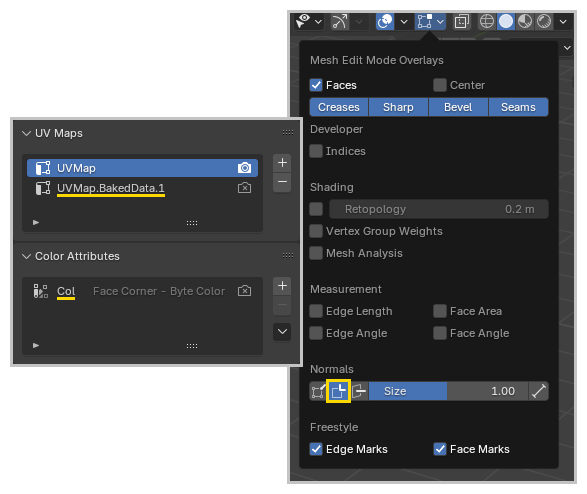 UV Maps
UVMap
UVMap.BakedData.1
Color Attributes
Col Face Corner - Byte Color
Mesh Edit Mode Overlays
Faces Center
Creases Sharp Bevel Seams
Developer
Indices
Shading
Retopology 0.2 m
Vertex Group Weights
Mesh Analysis
Measurement
Edge Length Face Area
Edge Angle Face Angle
Normals
Size 1.00
Freestyle
Edge Marks Face Marks